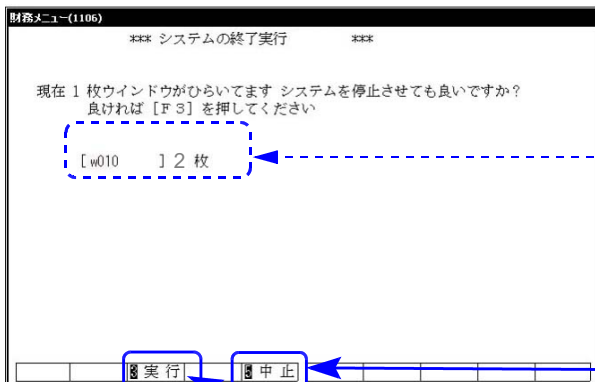 財務メニュー(1106)
*** システムの終了実行 ***
現在 1 枚ウインドウがひらいてます システムを停止させても良いですか?
良ければ [F3] を押してください
[w010 ] 2 枚
3 実 行 5 中 止